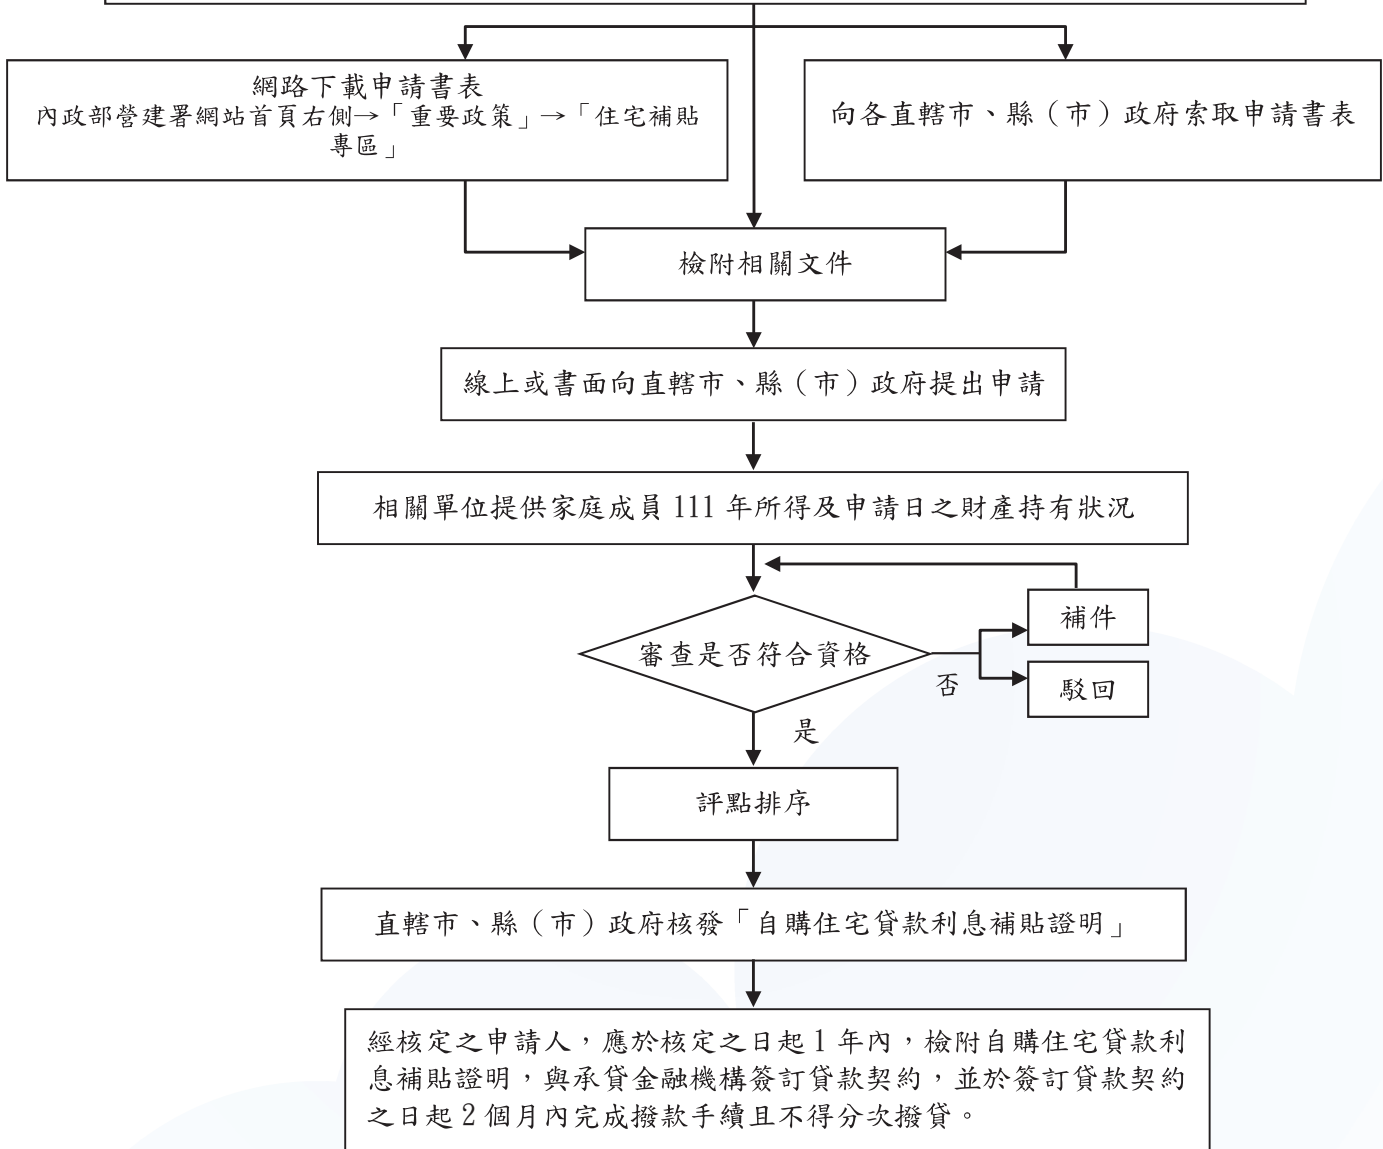 網路下載申請書表
內政部營建署網站首頁右側→「重要政策」→「住宅補貼
專區」
向各直轄市、縣（市）政府索取申請書表
檢附相關文件
線上或書面向直轄市、縣（市）政府提出申請
相關單位提供家庭成員 111 年所得及申請日之財產持有狀況
補件
審查是否符合資格
否
駁回
是
評點排序
直轄市、縣（市）政府核發「自購住宅貸款利息補貼證明」
經核定之申請人，應於核定之日起 1 年內，檢附自購住宅貸款利
息補貼證明，與承貸金融機構簽訂貸款契約，並於簽訂貸款契約
之日起 2 個月內完成撥款手續且不得分次撥貸。